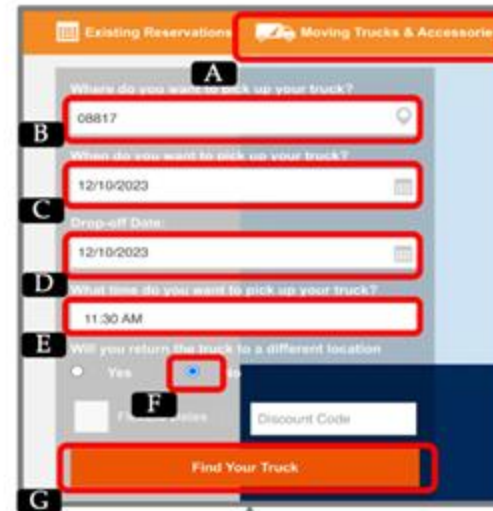 Existing Reservations Moving Trucks & Accessorie
A
Where do you want to pick up your truck?
08817
B
When do you want to pick up your truck?
12/10/2023
C
Drop-off Date:
12/10/2023
D
What time do you want to pick up your truck?
11:30 AM
E
Will you return the truck to a different location
Yes
F
Discount Code
Find Your Truck
G